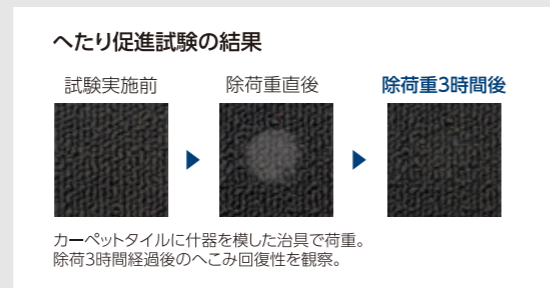 へたり促進試験の結果
試験実施前
除荷重直後
除荷重3時間後
カーペットタイルに什器を模した治具で荷重。
除荷3時間経過後のへこみ回復性を観察。